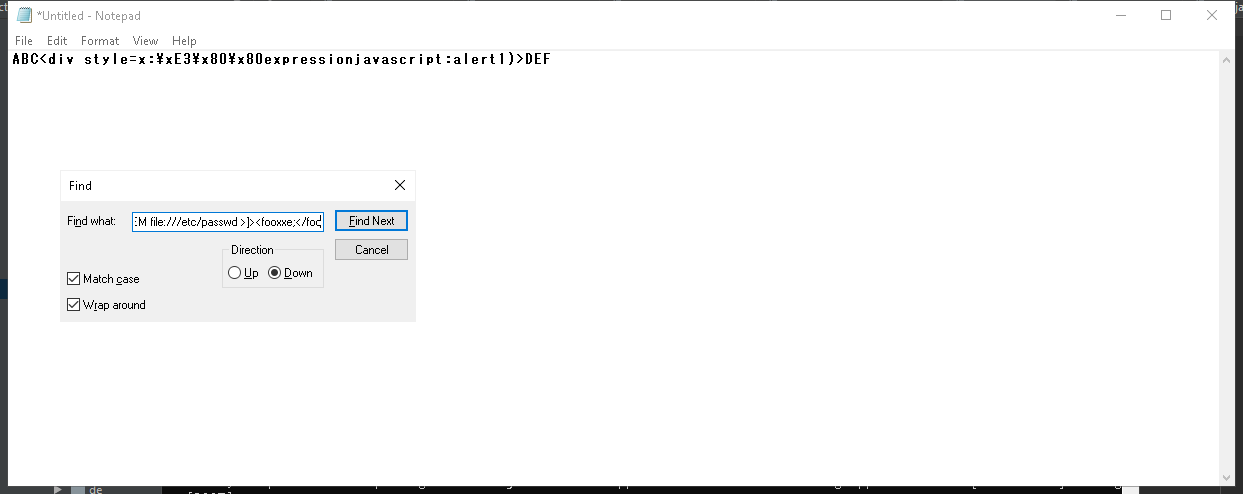 *Untitled - Notepad
File Edit Format View Help
ABC<div style=x:¥xE3¥x80¥x80expressionjavascript:alert1)>DEF
Find
Find what: M file:///etc/passwd >]><fooxxe;</foo Find Next
Direction Cancel
Up Down
Match case
Wrap around
de